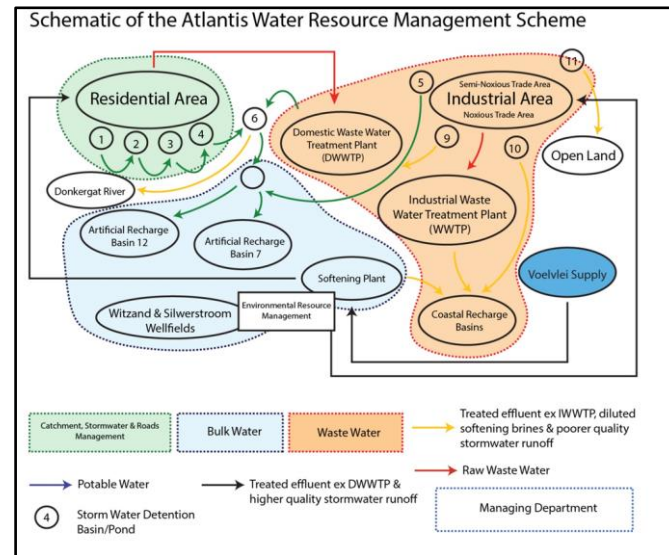 Schematic of the Atlantis Water Resource Management Scheme
Residential Area
1
2
3
4
6
5
11
Semi-Noxious Trade Area
Industrial Area
Noxious Trade Area
Domestic Waste Water
Treatment Plant
(DWWTP)
9
10
Open Land
Donkergat River
Industrial Waste
Water Treatment Plant
(WWTP)
Artificial Recharge
Basin 12
Artificial Recharge
Basin 7
Softening Plant
Voelvlei Supply
Environmental Resource
Management
Witzand & Silwerstroom
Wellfields
Coastal Recharge
Basins
Catchment, Stormwater & Roads
Management
Bulk Water
Waste Water
Treated effluent ex IWWTP, diluted
softening brines & poorer quality
stormwater runoff
Raw Waste Water
Potable Water
Treated effluent ex DWWTP &
higher quality stormwater runoff
Managing Department
4
Storm Water Detention
Basin/Pond